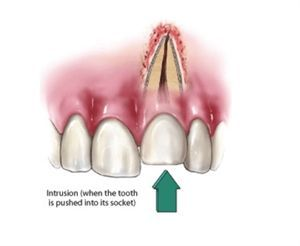 Intrusion (when the tooth
is pushed into its socket)